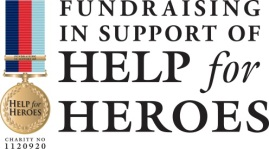 FUNDRAISING
IN SUPPORT OF
HELP for
HEROES
HELP for
HEROES
CHARITY NO
1120920